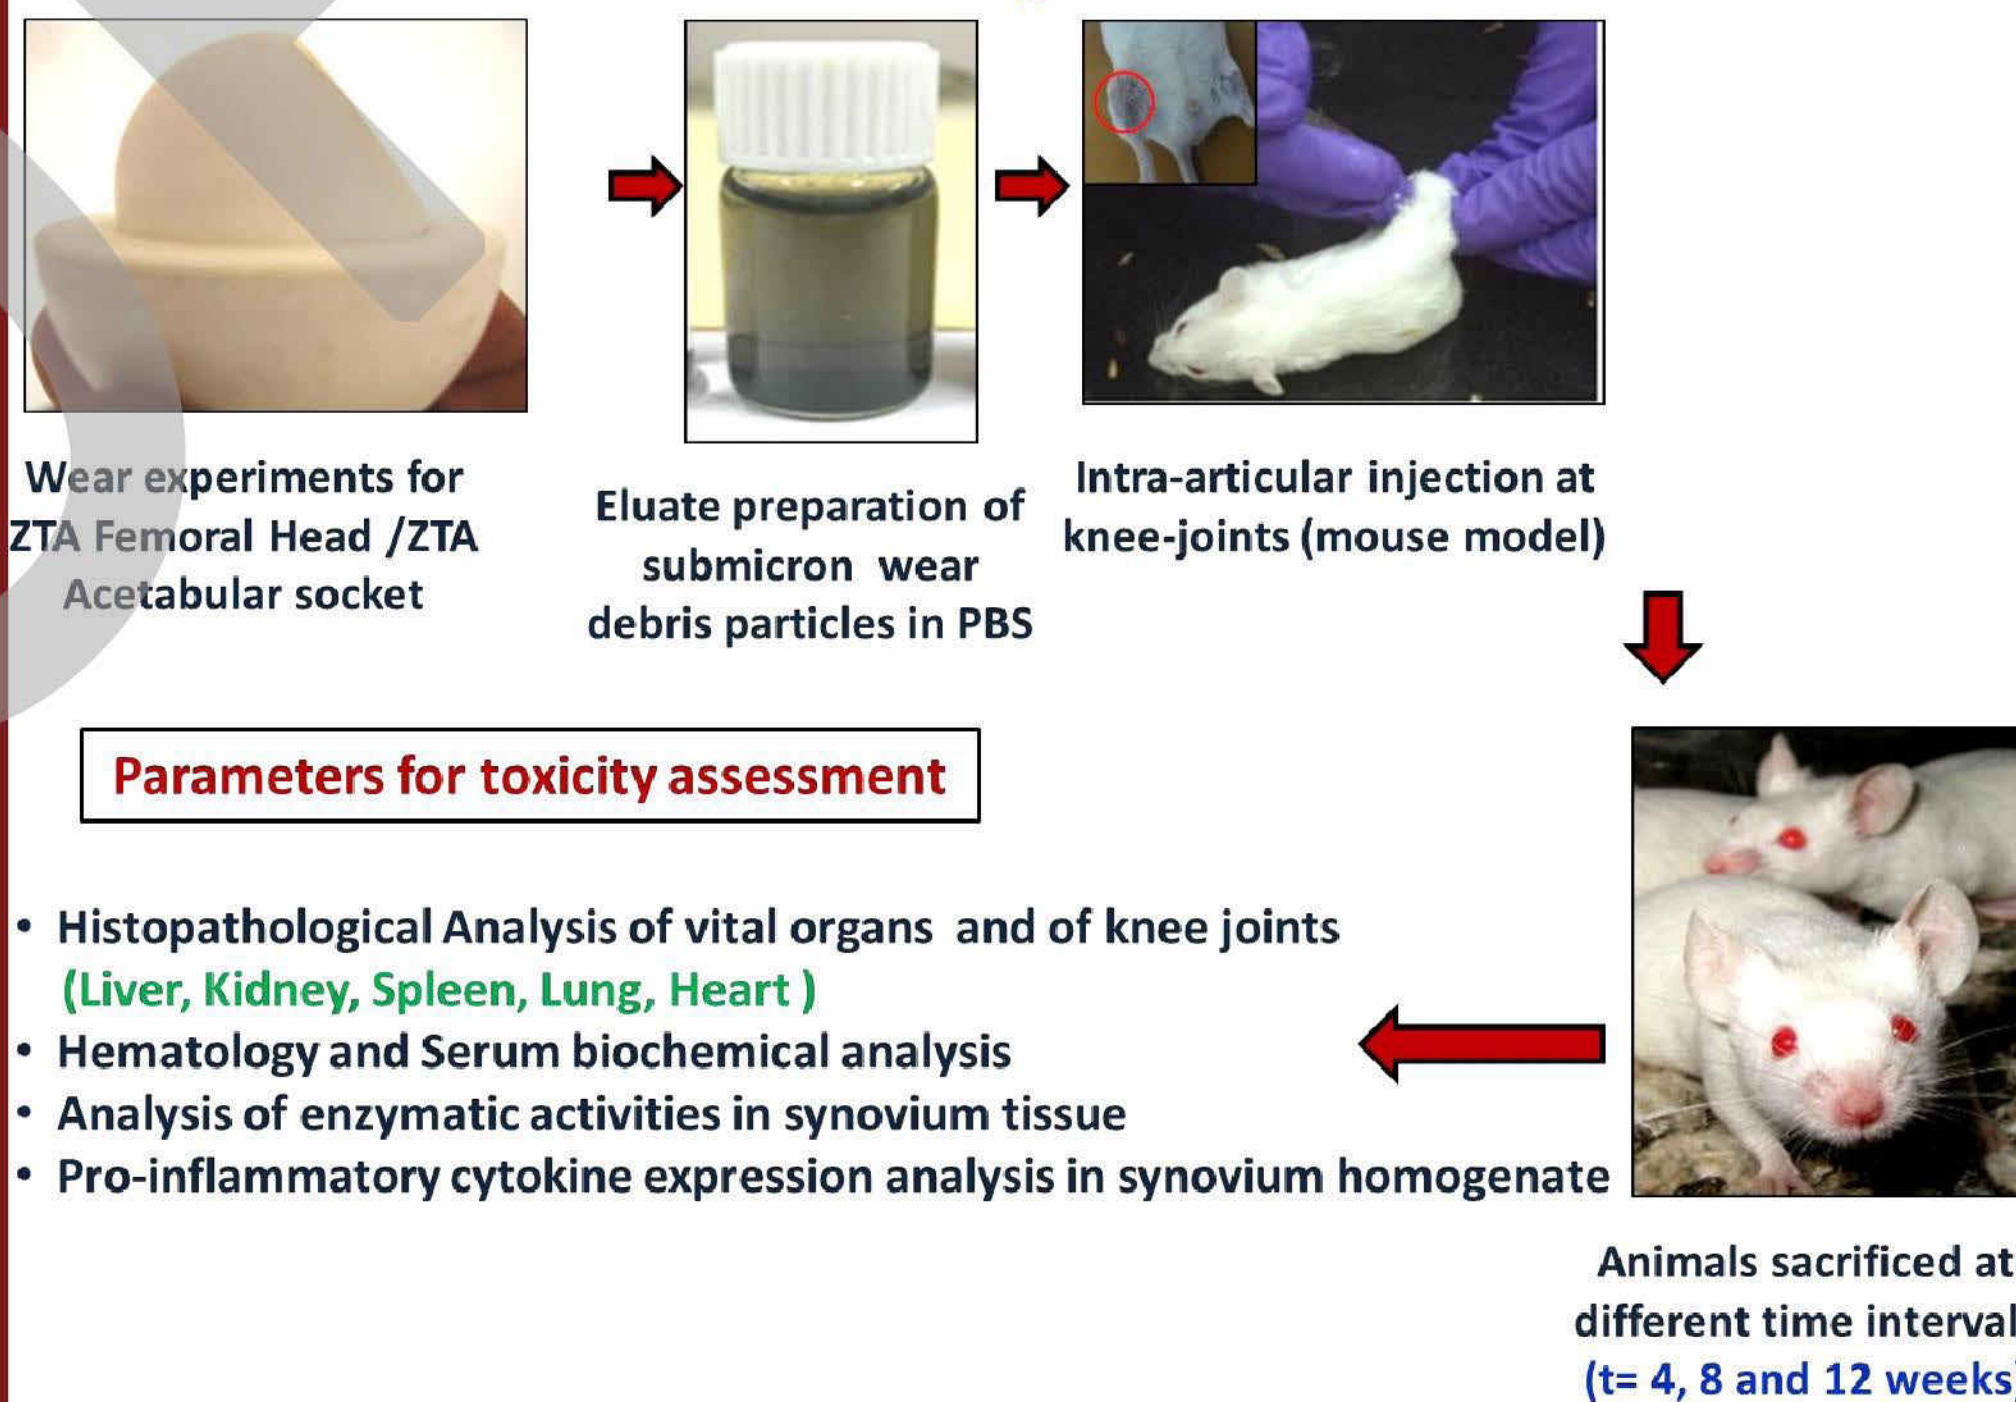 Wear experiments for
ZTA Femoral Head /ZTA
Acetabular socket
Eluate preparation of
submicron wear
debris particles in PBS
Intra-articular injection at
knee-joints (mouse model)
Parameters for toxicity assessment
• Histopathological Analysis of vital organs and of knee joints
(Liver, Kidney, Spleen, Lung, Heart )
• Hematology and Serum biochemical analysis
• Analysis of enzymatic activities in synovium tissue
• Pro-inflammatory cytokine expression analysis in synovium homogenate
Animals sacrificed at
different time interval
(t= 4, 8 and 12 weeks)